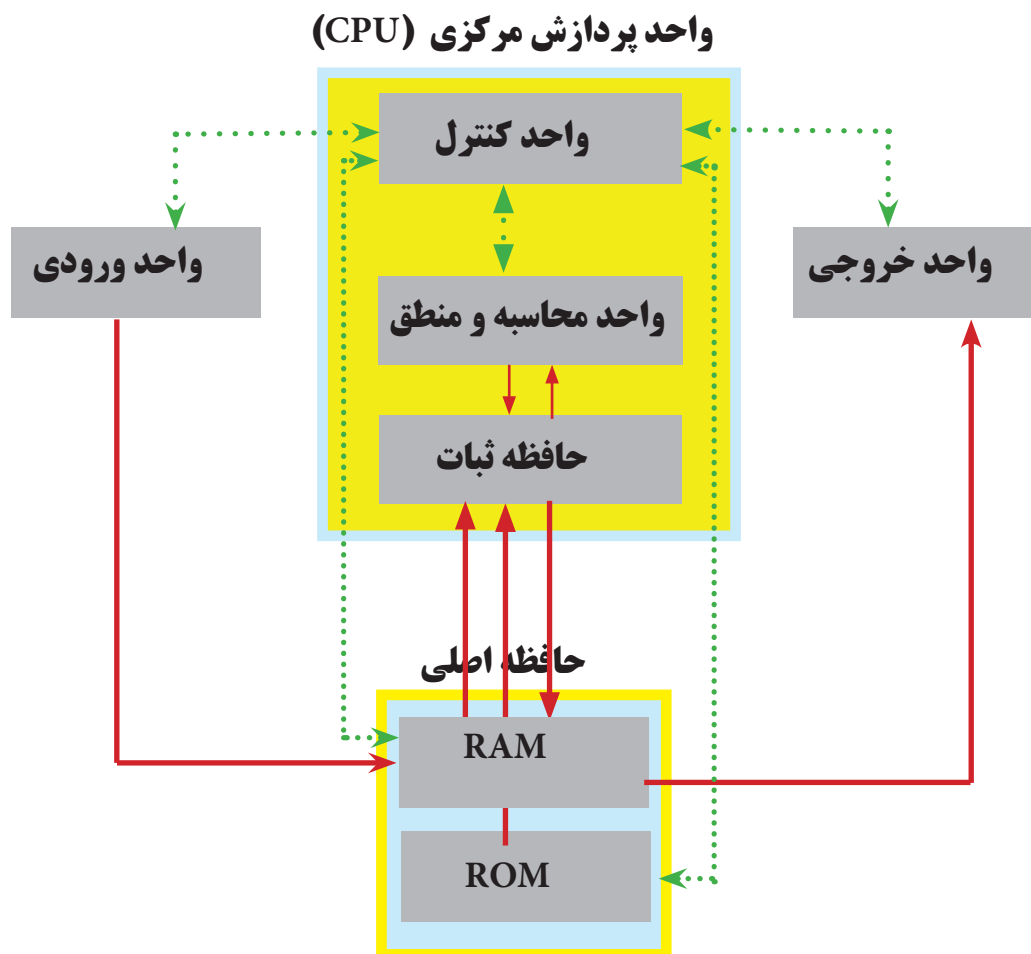 واحد پردازش مرکزی (CPU)
واحد کنترل
واحد خروجی
واحد ورودی
واحد محاسبه و منطق
حافظه ثبات
حافظه اصلی
RAM
ROM